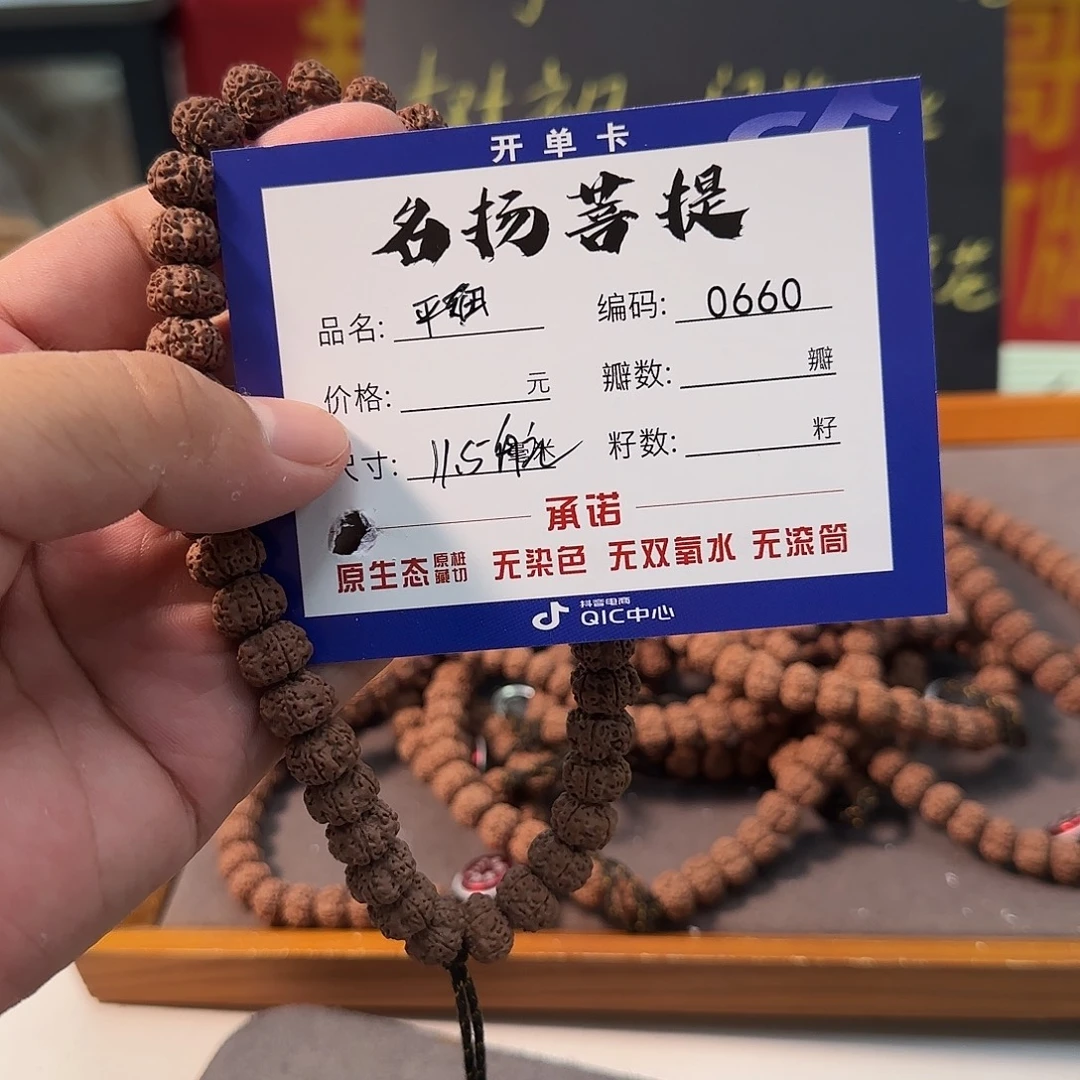 开单卡
名扬菩提
品名: 平纽 编码: 0660
价格: 元 瓣数: 瓣
尺寸: 11.5 毫米 籽数: 籽
承诺
原生态 原桩藏切 无染色 无双氧水 无滚筒
抖音电商
QIC中心